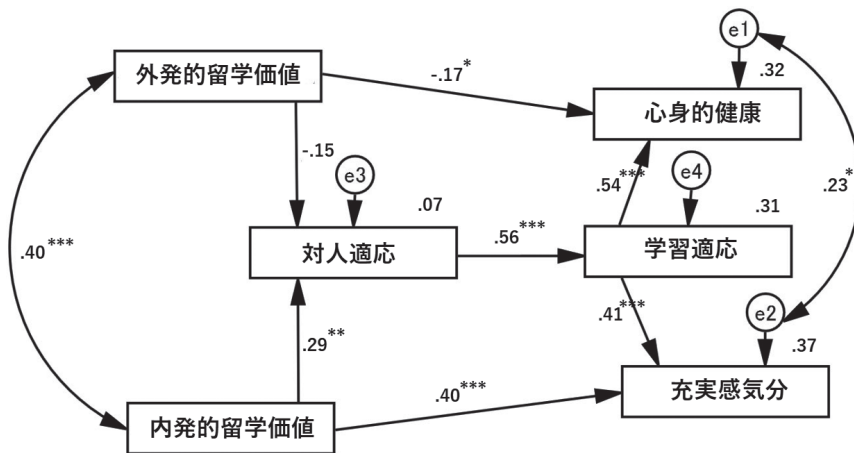 e1
外発的留学価値
-.17*
.32
心身的健康
-.15
e3
.54***
e4
.23*
.07
.31
.40***
対人適応
.56***
学習適応
.29**
.41***
e2
.37
.40***
充実感気分
内発的留学価値